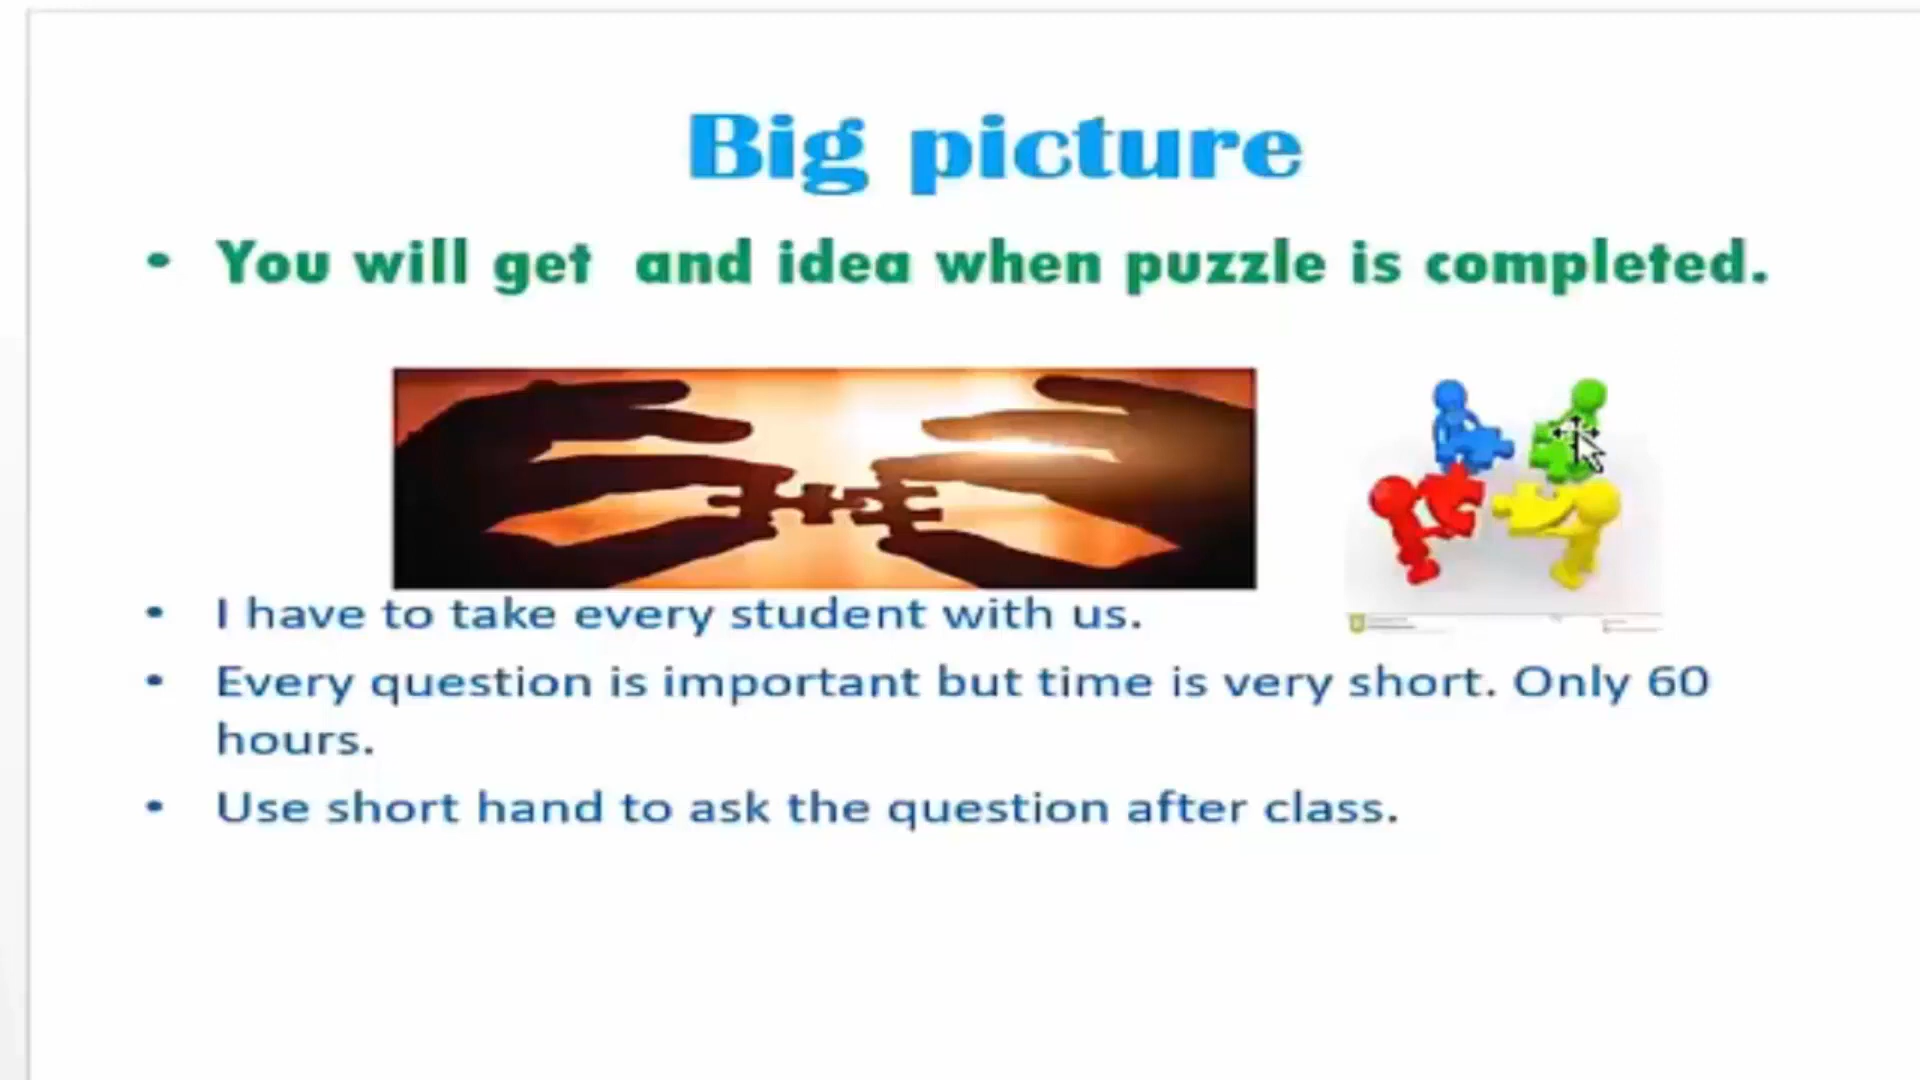 Big picture
• You will get and idea when puzzle is completed.
• I have to take every student with us.
• Every question is important but time is very short. Only 60
hours.
• Use short hand to ask the question after class.